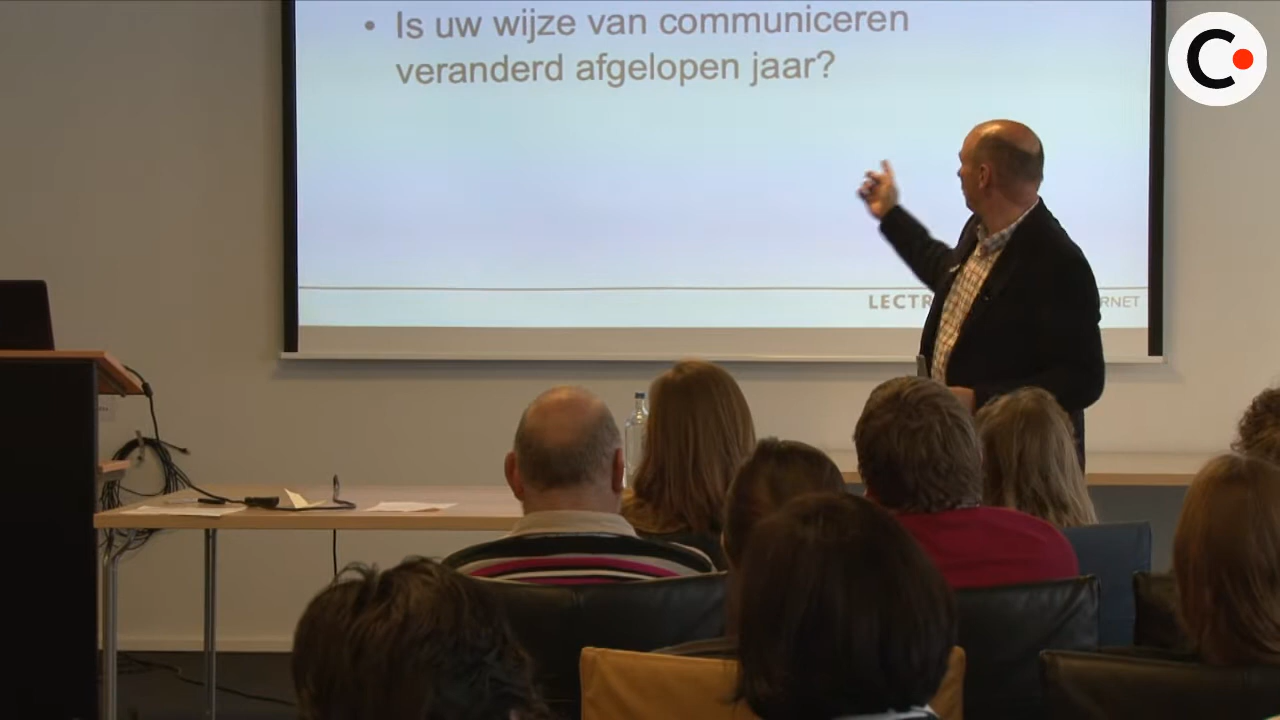 • Is uw wijze van communiceren
veranderd afgelopen jaar?